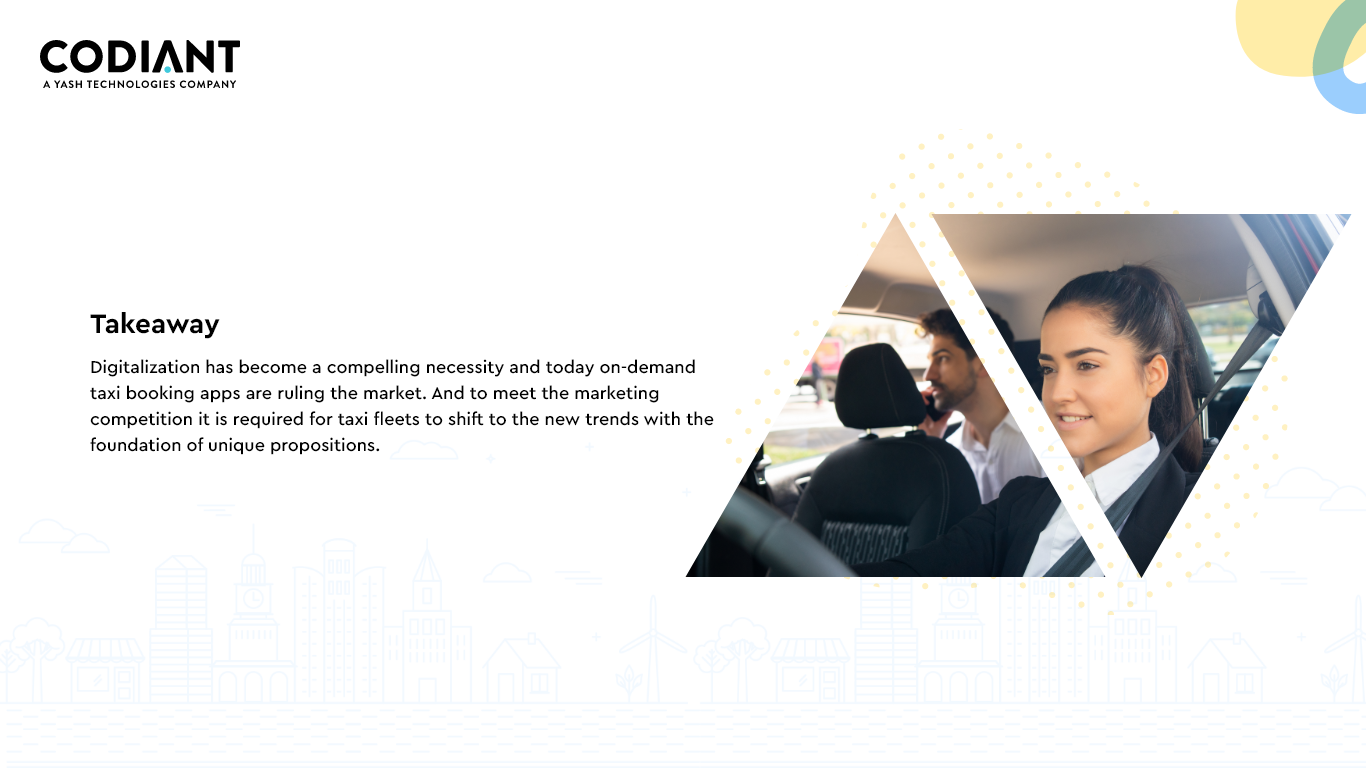 CODIANT
A YASH TECHNOLOGIES COMPANY
Takeaway
Digitalization has become a compelling necessity and today on-demand
taxi booking apps are ruling the market. And to meet the marketing
competition it is required for taxi fleets to shift to the new trends with the
foundation of unique propositions.